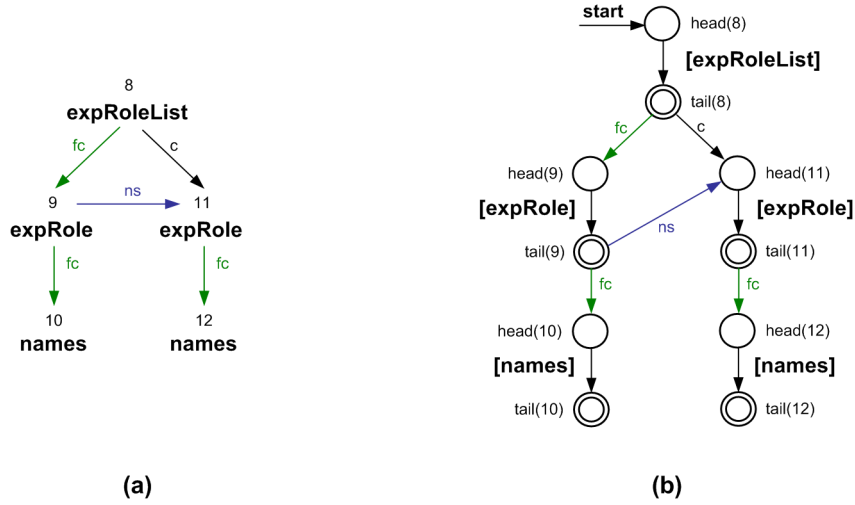 8
expRoleList
fc
c
9
ns
11
expRole
expRole
fc
fc
10
12
names
names
(a)
start
head(8)
[expRoleList]
tail(8)
fc
c
head(9)
head(11)
[expRole]
[expRole]
ns
tail(9)
tail(11)
fc
fc
head(10)
head(12)
[names]
[names]
tail(10)
tail(12)
(b)